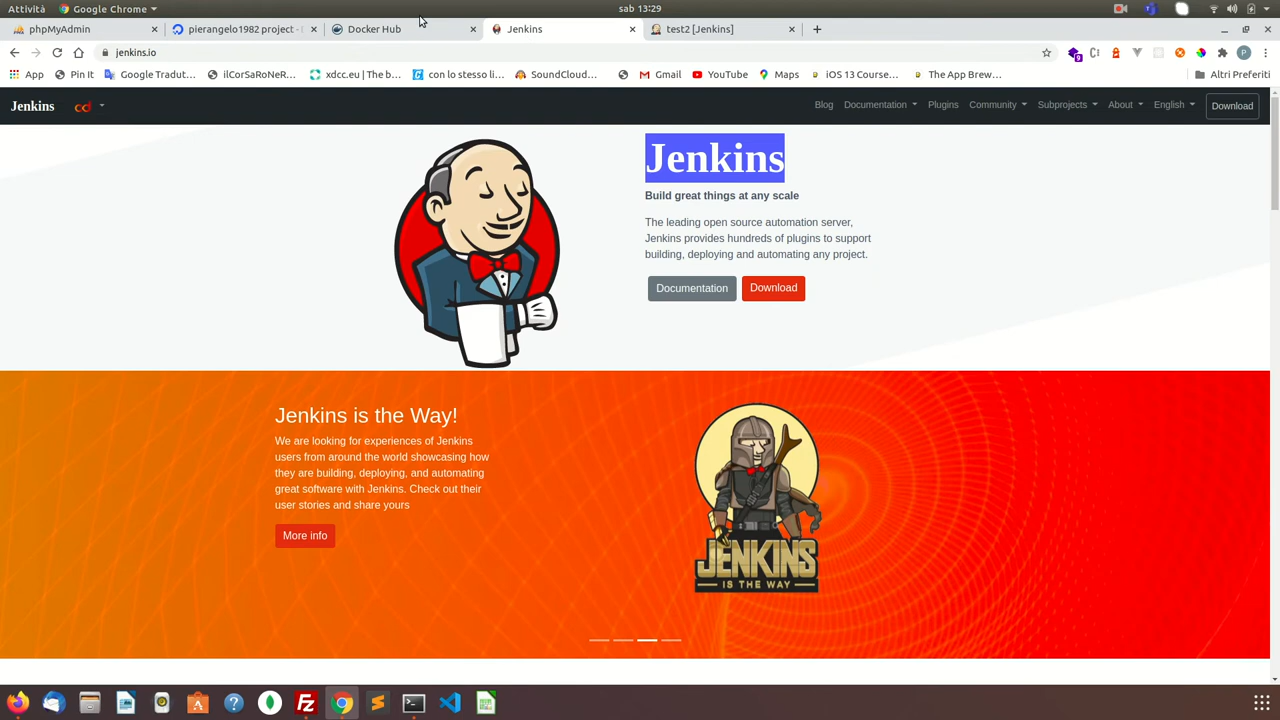 Attività
Google Chrome
sab 13:29
phpMyAdmin
pierangelo1982 project -
Docker Hub
Jenkins
test2 [Jenkins]
jenkins.io
P
App
Pin It
Google Tradut...
ilCorSaRoNeR...
xdcc.eu | The b...
con lo stesso li...
SoundCloud...
Gmail
YouTube
Maps
iOS 13 Course...
The App Brew...
Altri Preferiti
Jenkins
cd
Blog
Documentation
Plugins
Community
Subprojects
About
English
Download
Jenkins
Build great things at any scale
The leading open source automation server,
Jenkins provides hundreds of plugins to support
building, deploying and automating any project.
Documentation
Download
Jenkins is the Way!
We are looking for experiences of Jenkins
users from around the world showcasing how
they are building, deploying, and automating
great software with Jenkins. Check out their
user stories and share yours
More info
JENKINS
IS THE WAY